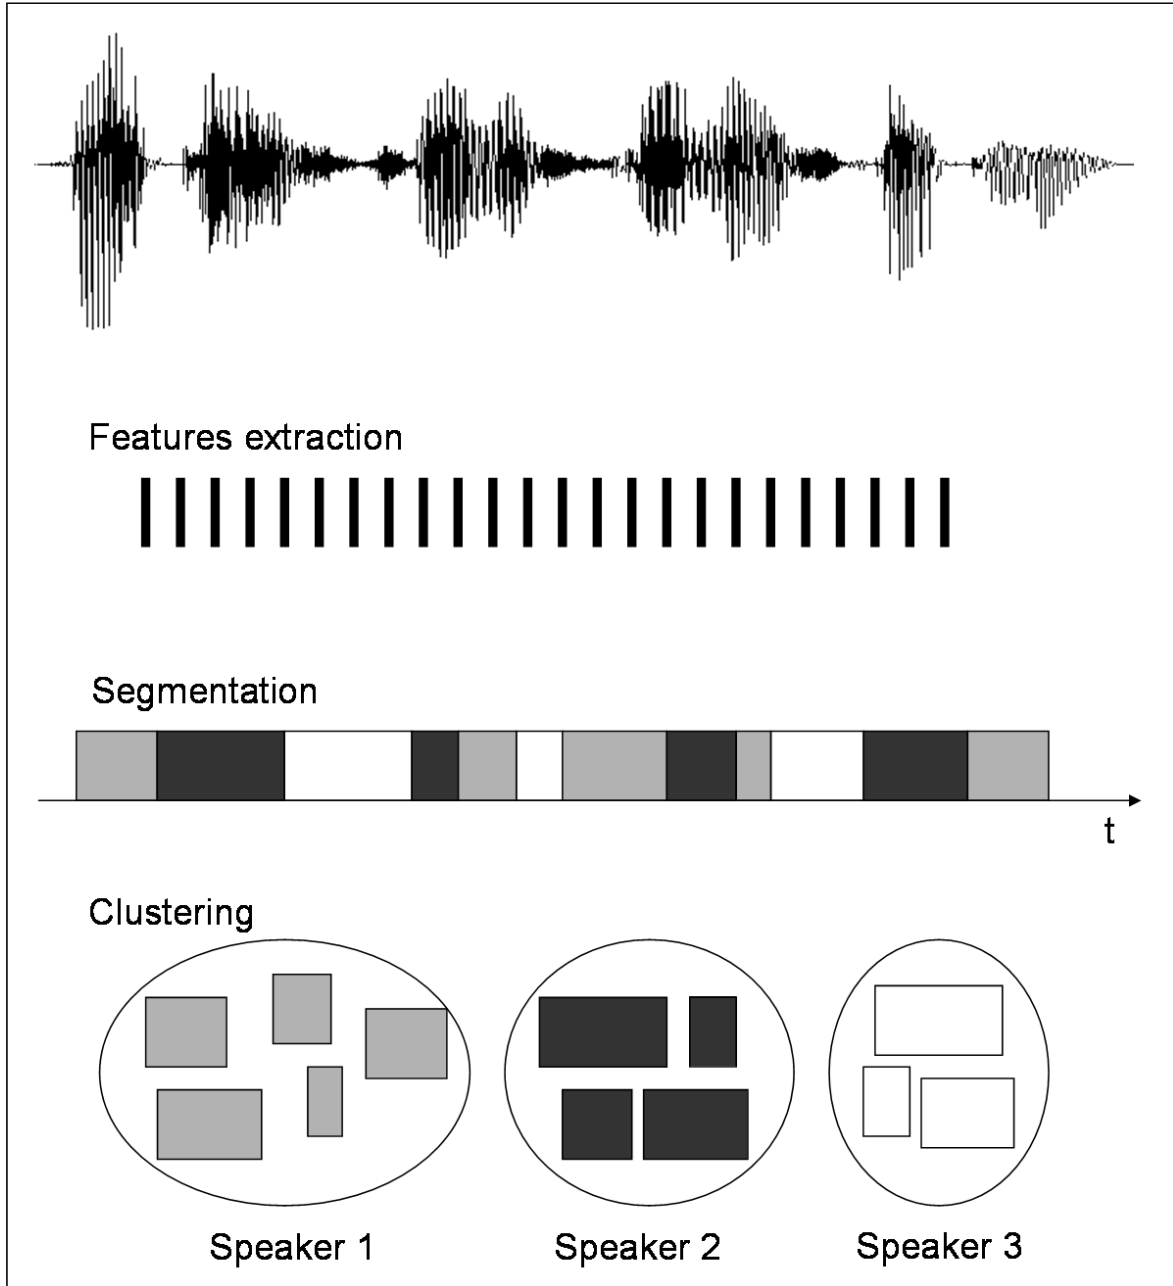 Features extraction
Segmentation
t
Clustering
Speaker 1 Speaker 2 Speaker 3